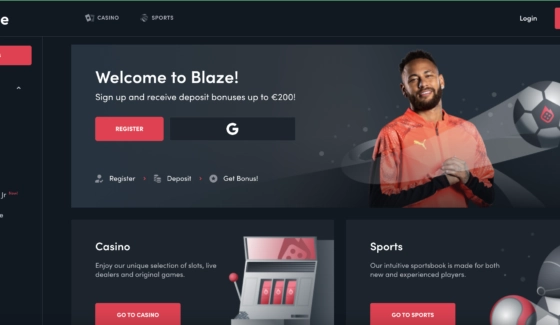 e
CASINO
SPORTS
Login
Welcome to Blaze!
Sign up and receive deposit bonuses up to €200!
REGISTER
G
Register
Deposit
Get Bonus!
Jr
e
Casino
Enjoy our unique selection of slots, live
dealers and original games.
GO TO CASINO
Sports
Our intuitive sportsbook is made for both
new and experienced players.
GO TO SPORTS